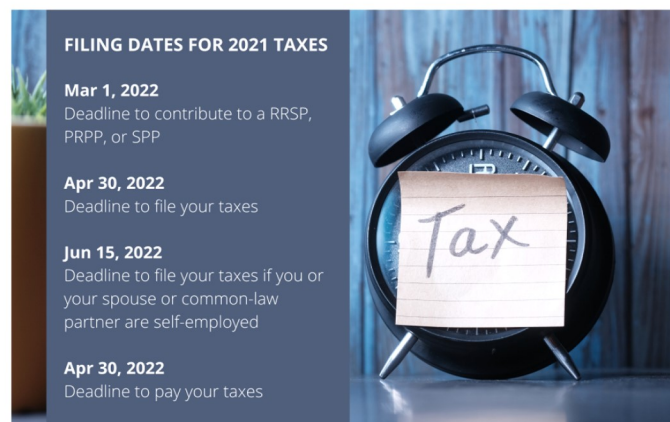 FILING DATES FOR 2021 TAXES
Mar 1, 2022
Deadline to contribute to a RRSP,
PRPP, or SPP
Apr 30, 2022
Deadline to file your taxes
Jun 15, 2022
Deadline to file your taxes if you or
your spouse or common-law
partner are self-employed
Apr 30, 2022
Deadline to pay your taxes
Tax